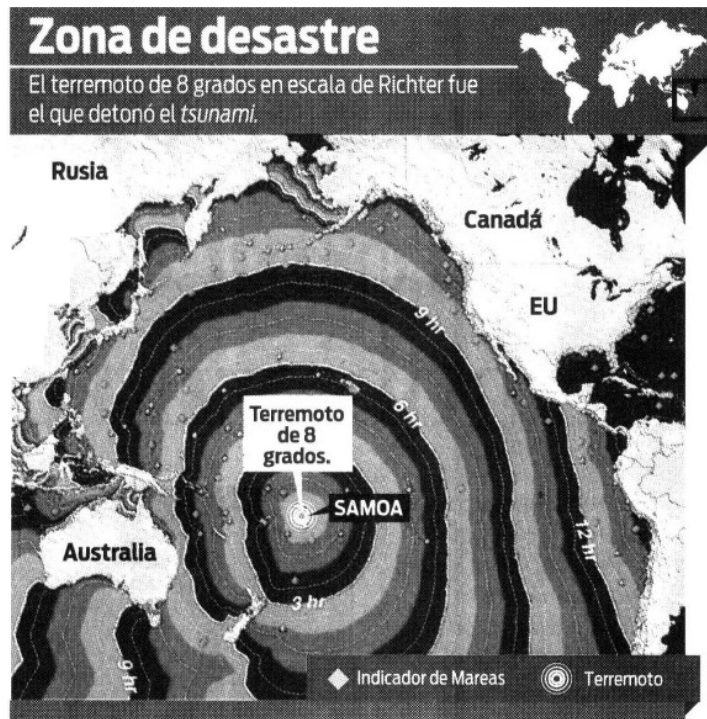 Zona de desastre
El terremoto de 8 grados en escala de Richter fue
el que detonó el tsunami.
Rusia
Canadá
EU
9 hr
6 hr
Terremoto
de 8
grados.
SAMOA
Australia
12 hr
3 hr
9 hr
Indicador de Mareas
Terremoto